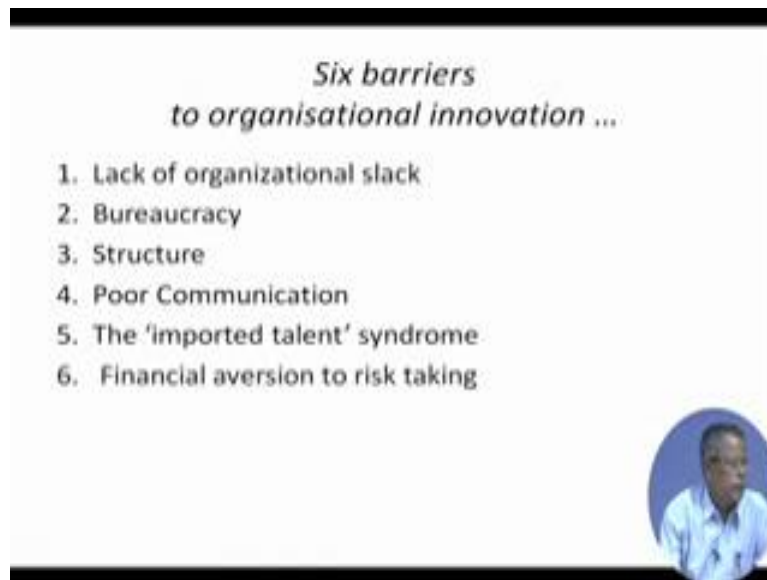 Six barriers
to organisational innovation ...
1. Lack of organizational slack
2. Bureaucracy
3. Structure
4. Poor Communication
5. The ‘imported talent’ syndrome
6. Financial aversion to risk taking